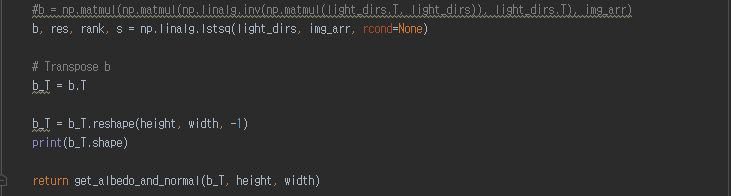 #b = np.matmul(np.matmul(np.linalg.inv(np.matmul(light_dirs.T, light_dirs)), light_dirs.T), img_arr)
b, res, rank, s = np.linalg.lstsq(light_dirs, img_arr, rcond=None)
# Transpose b
b_T = b.T
b_T = b_T.reshape(height, width, -1)
print(b_T.shape)
return get_albedo_and_normal(b_T, height, width)